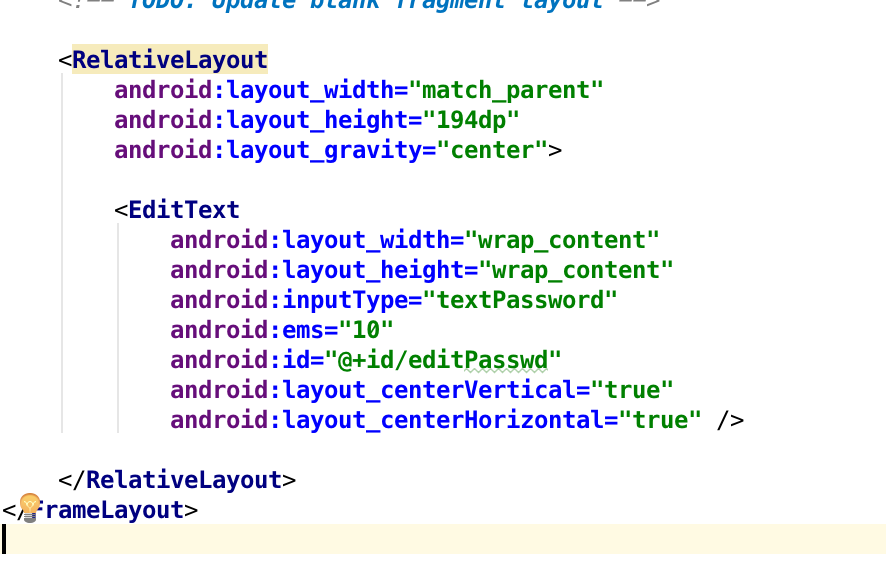 <!-- TODO: Update blank fragment layout -->
<RelativeLayout
android:layout_width="match_parent"
android:layout_height="194dp"
android:layout_gravity="center">
<EditText
android:layout_width="wrap_content"
android:layout_height="wrap_content"
android:inputType="textPassword"
android:ems="10"
android:id="@+id/editPasswd"
android:layout_centerVertical="true"
android:layout_centerHorizontal="true" />
</RelativeLayout>
</FrameLayout>